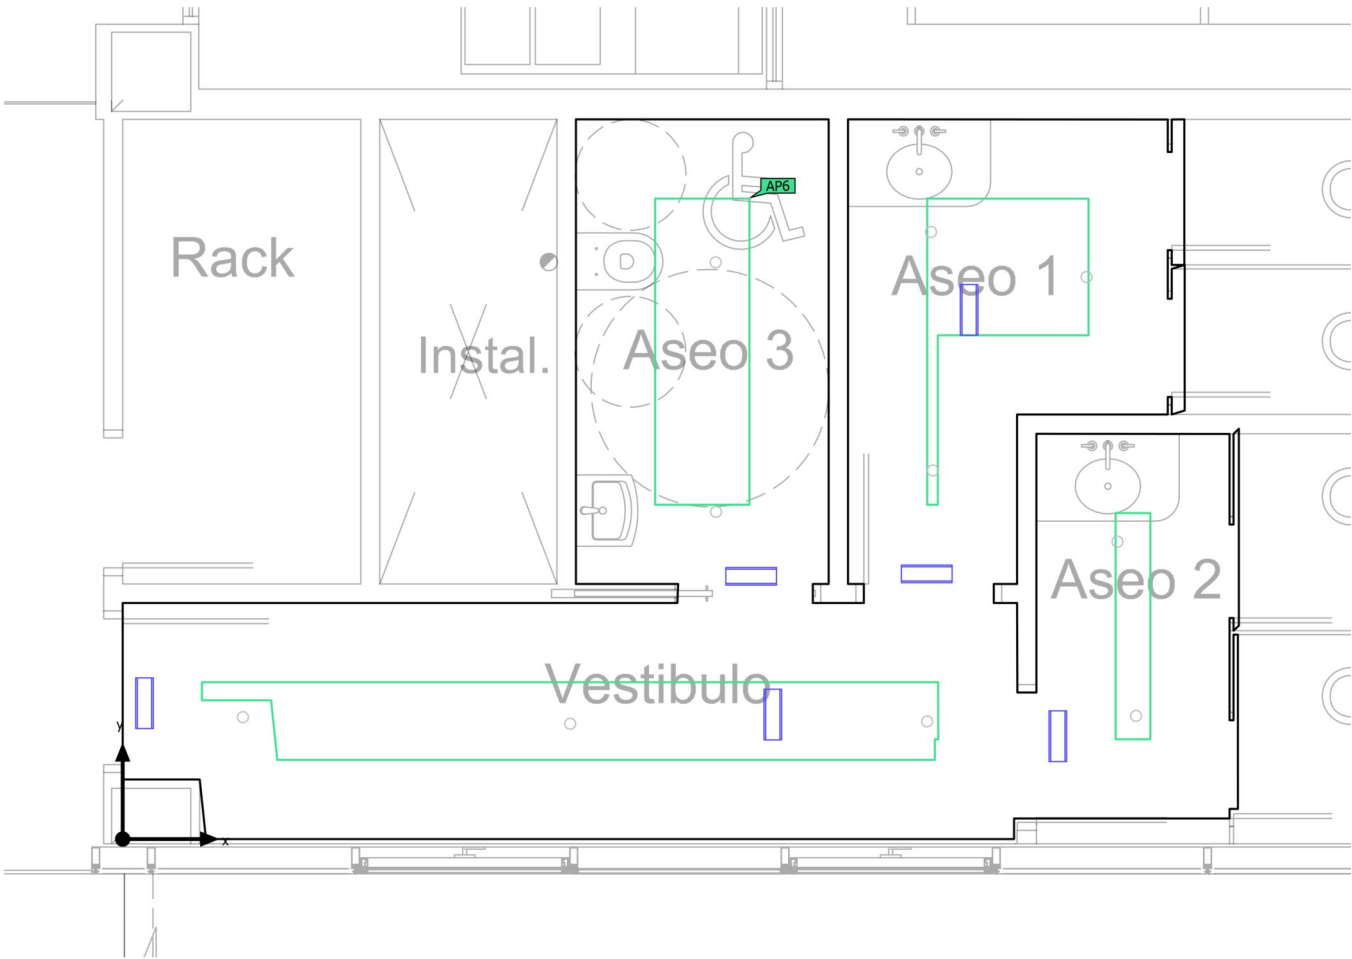 AP6
Rack
Aseo 1
Instal.
Aseo 3
Aseo 2
Vestibulo
y
x